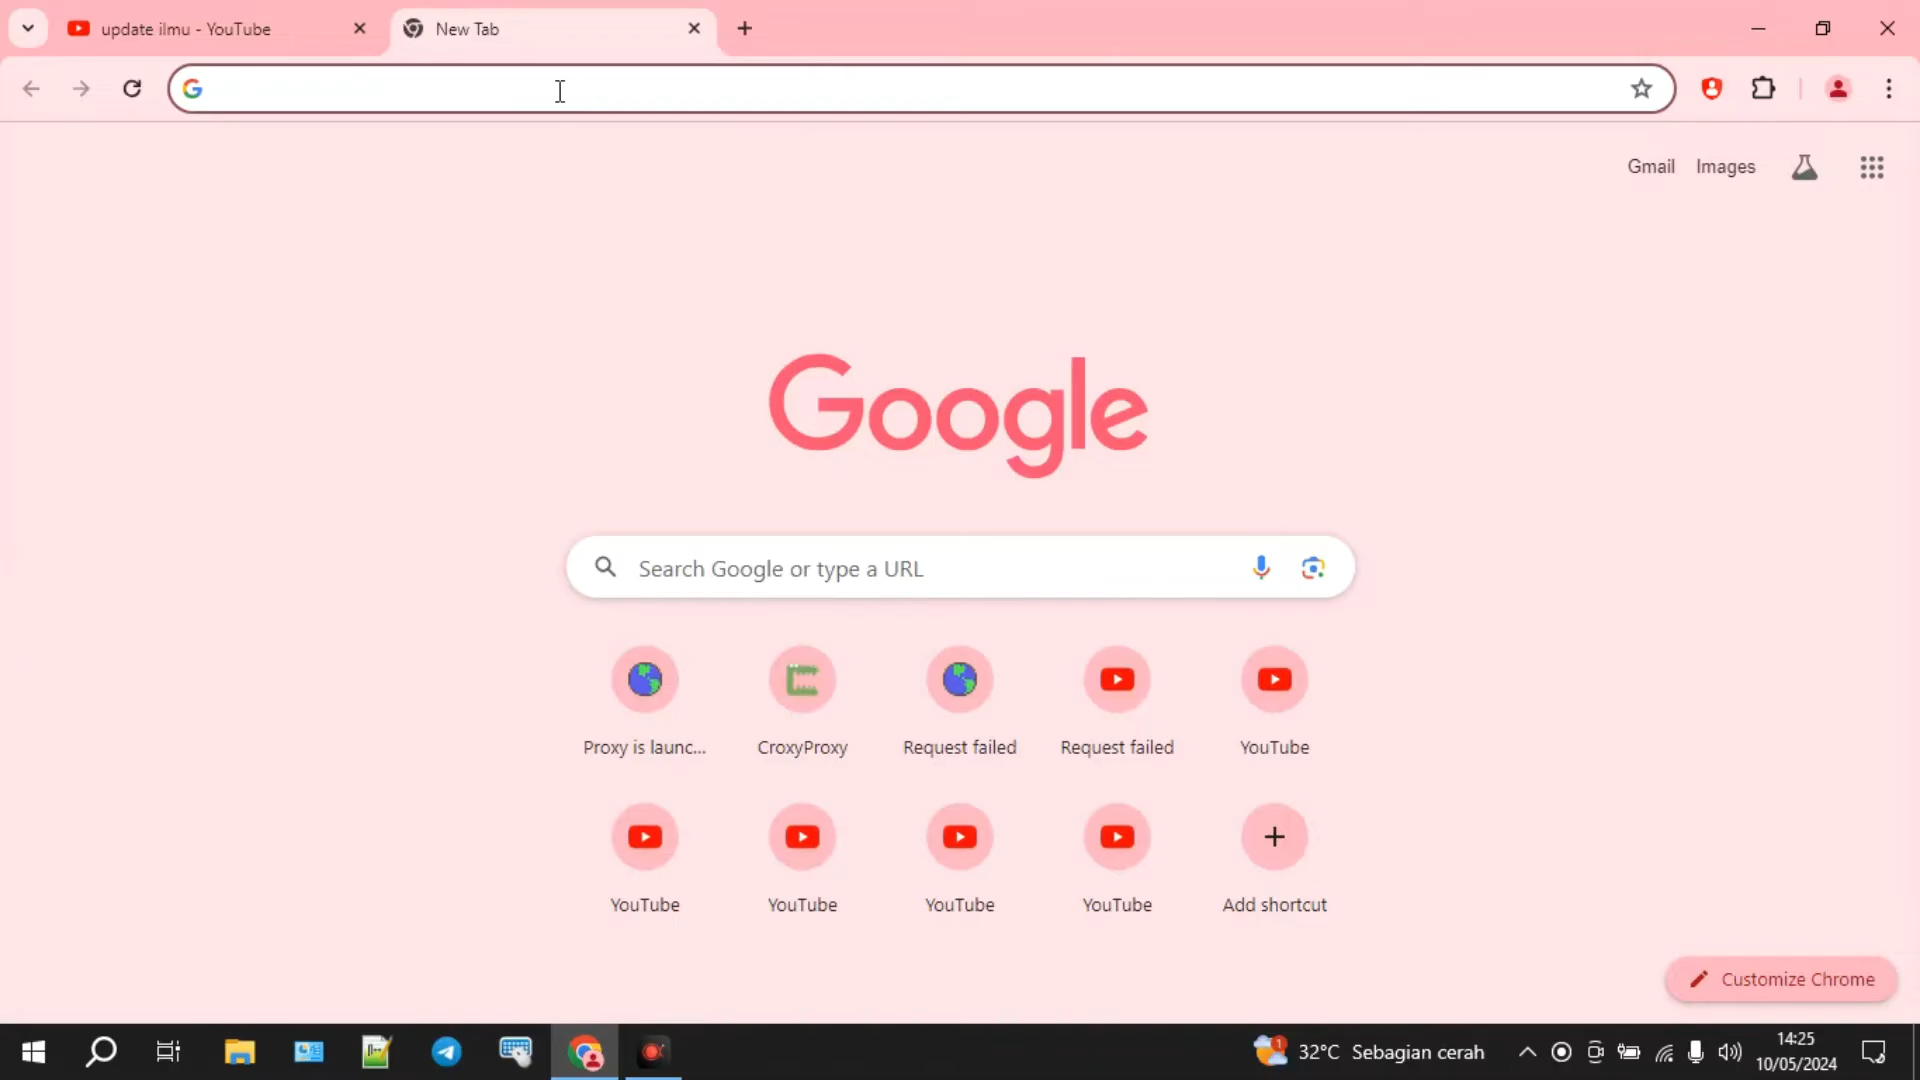 update ilmu - YouTube
New Tab
Gmail
Images
Google
Search Google or type a URL
Proxy is launc...
CroxyProxy
Request failed
Request failed
YouTube
YouTube
YouTube
YouTube
YouTube
Add shortcut
Customize Chrome
1
32°C Sebagian cerah
14:25
10/05/2024